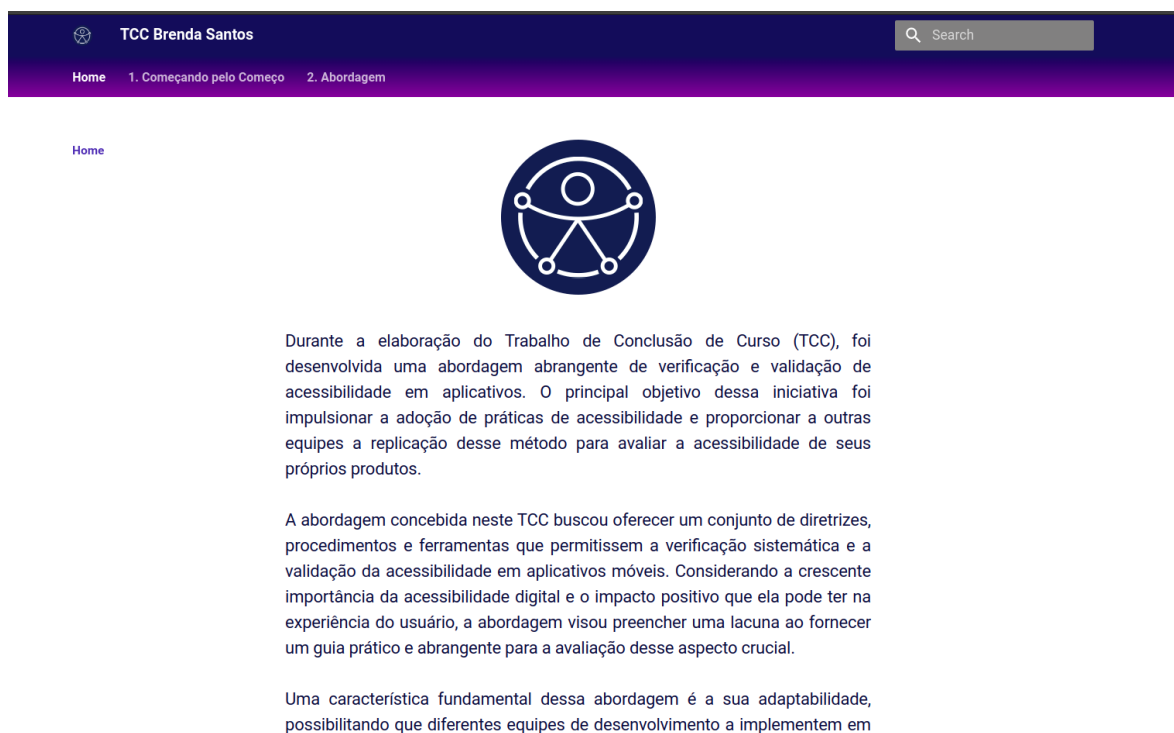 TCC Brenda Santos
Search
Home
1. Começando pelo Começo
2. Abordagem
Home
Durante a elaboração do Trabalho de Conclusão de Curso (TCC), foi
desenvolvida uma abordagem abrangente de verificação e validação de
acessibilidade em aplicativos. O principal objetivo dessa iniciativa foi
impulsionar a adoção de práticas de acessibilidade e proporcionar a outras
equipes a replicação desse método para avaliar a acessibilidade de seus
próprios produtos.
A abordagem concebida neste TCC buscou oferecer um conjunto de diretrizes,
procedimentos e ferramentas que permitissem a verificação sistemática e a
validação da acessibilidade em aplicativos móveis. Considerando a crescente
importância da acessibilidade digital e o impacto positivo que ela pode ter na
experiência do usuário, a abordagem visou preencher uma lacuna ao fornecer
um guia prático e abrangente para a avaliação desse aspecto crucial.
Uma característica fundamental dessa abordagem é a sua adaptabilidade,
possibilitando que diferentes equipes de desenvolvimento a implementem em